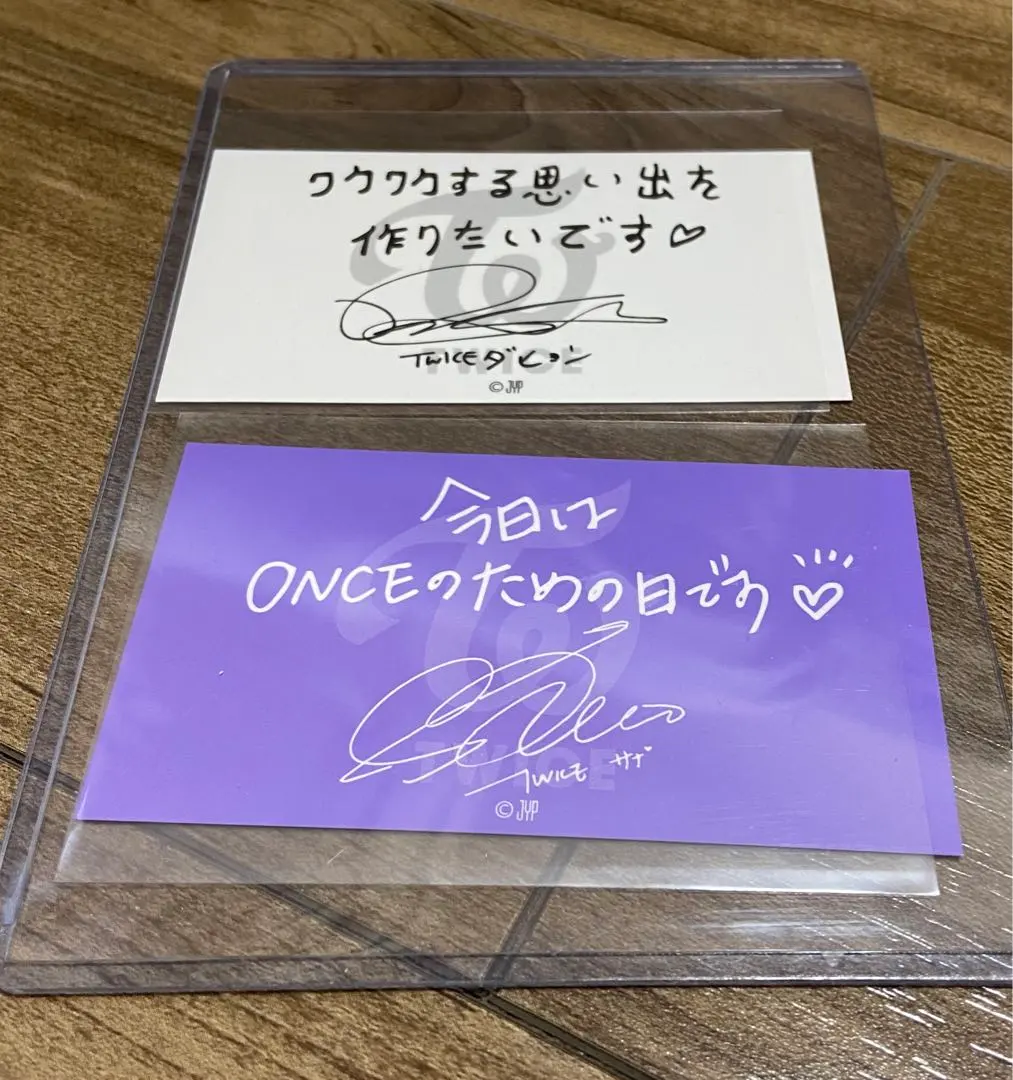 ワクワクする思い出を
作りたいです♡
TWICEダヒョン
TWICE
© JYP
今日は
ONCEのための日です♡
TWICE サナ
TWICE
© JYP